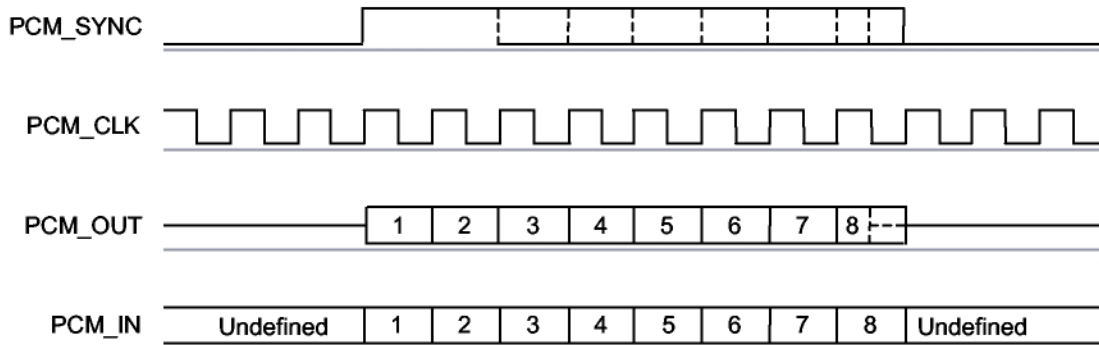 PCM_SYNC
PCM_CLK
PCM_OUT 1 2 3 4 5 6 7 8
PCM_IN Undefined 1 2 3 4 5 6 7 8 Undefined